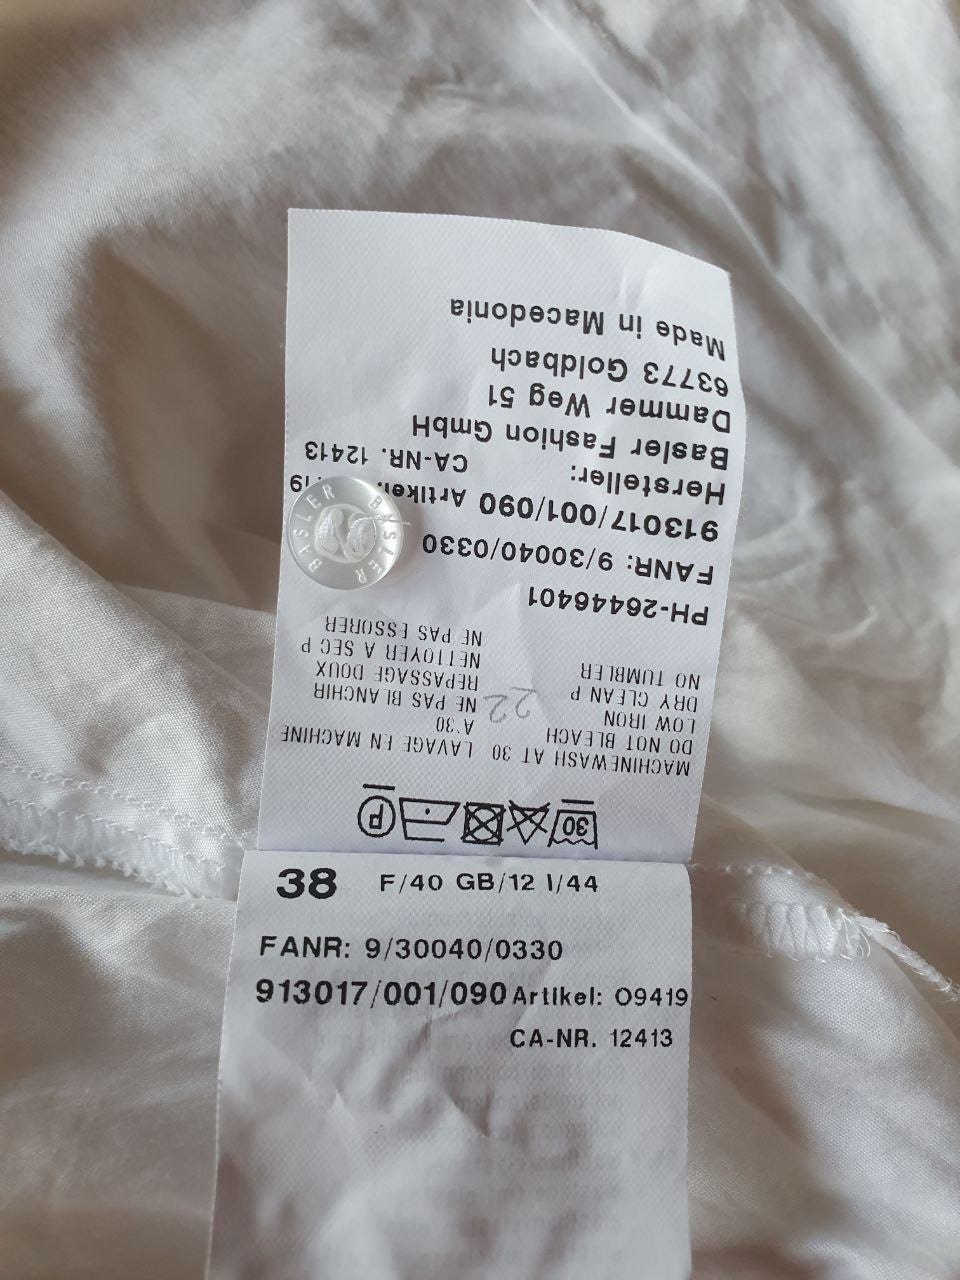 Made in Macedonia
63773 Goldbach
Dammer Weg 51
Basler Fashion GmbH
Hersteller: CA-NR. 12413
913017/001/090
FANR: 9/30040/0330
PH-26446401
MACHINEWASH AT 30
DO NOT BLEACH
LOW IRON
DRY CLEAN P
NO TUMBLER
LAVAGE EN MACHINE
A'30
NE PAS BLANCHIR
REPASSAGE DOUX
NETTOYER A SEC P
NE PAS ESSORER
22
30
P
BASLER BASLER
38 F/40 GB/12 I/44
FANR: 9/30040/0330
913017/001/090 Artikel: 09419
CA-NR. 12413